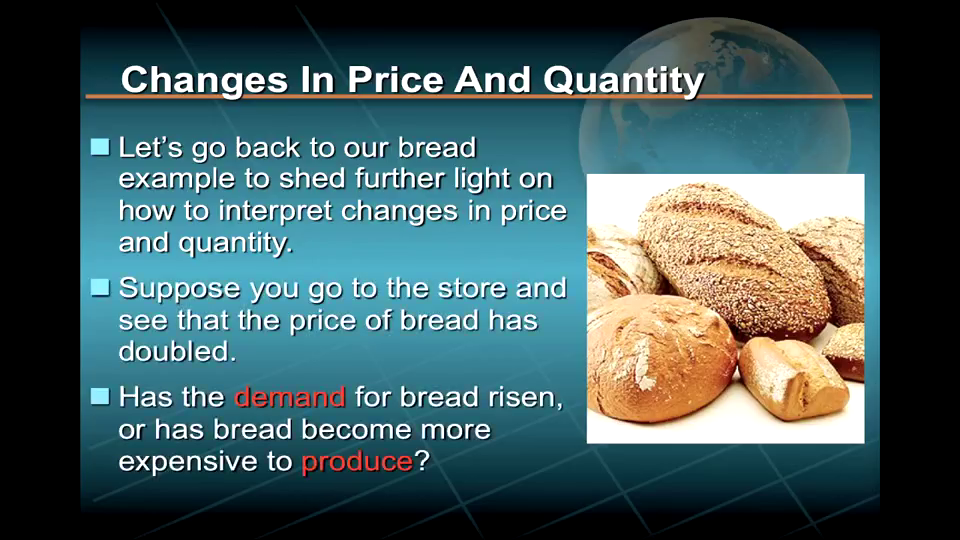 Changes In Price And Quantity
Let’s go back to our bread
example to shed further light on
how to interpret changes in price
and quantity.
Suppose you go to the store and
see that the price of bread has
doubled.
Has the demand for bread risen,
or has bread become more
expensive to produce?